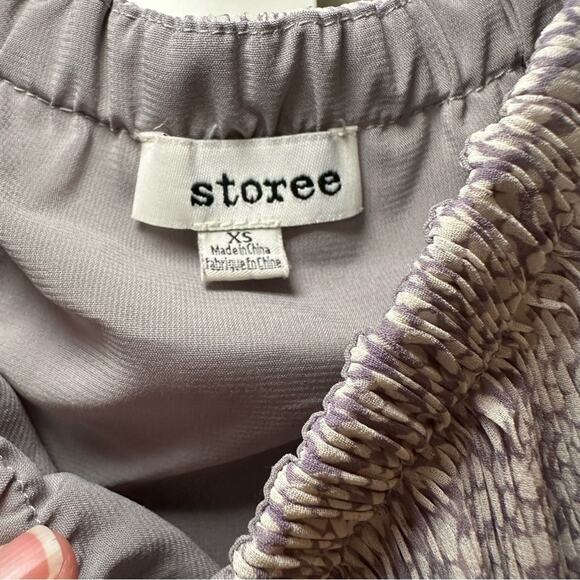 storee
XS
Made in China
Fabriqué En Chine